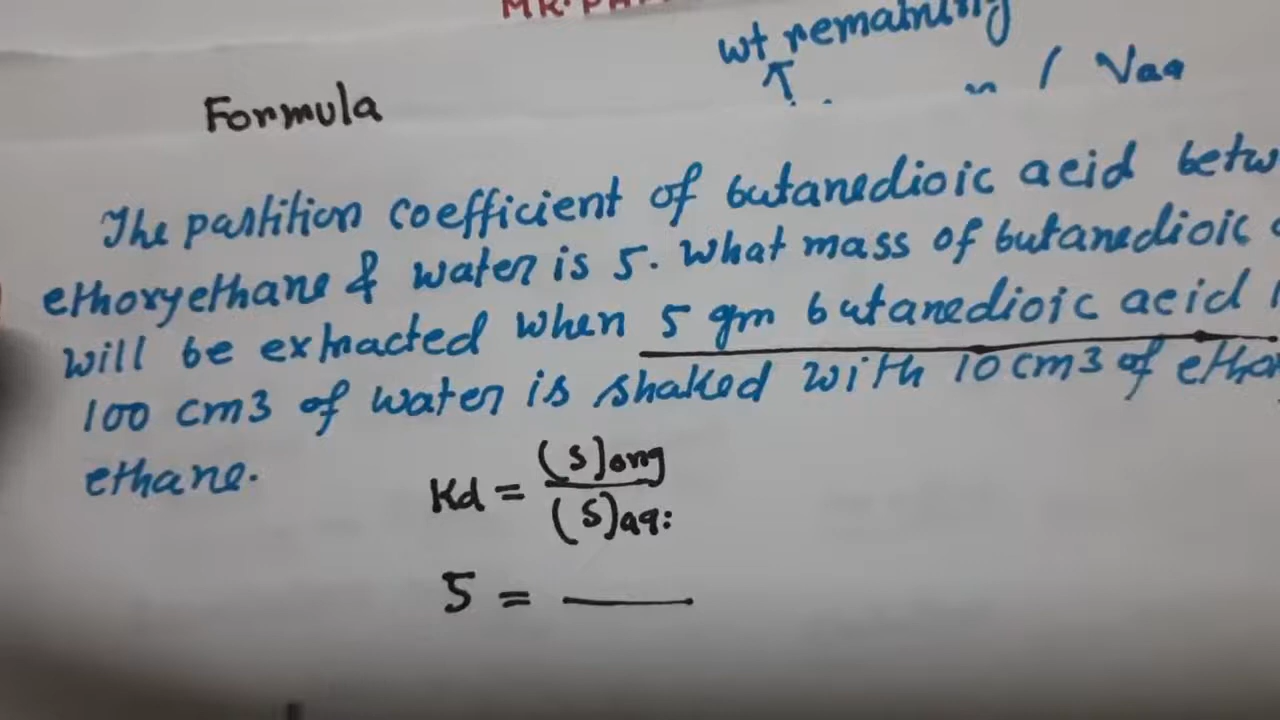 wt remaining
/ Vaq
Formula
The partition coefficient of butanedioic acid
ethoxyethane & water is 5. What mass of butanedioic
will be extracted when 5 gm butanedioic acid
100 cm3 of water is shaked with 10 cm3 of
ethane.
Kd = (S)org
(S)aq:
5 =